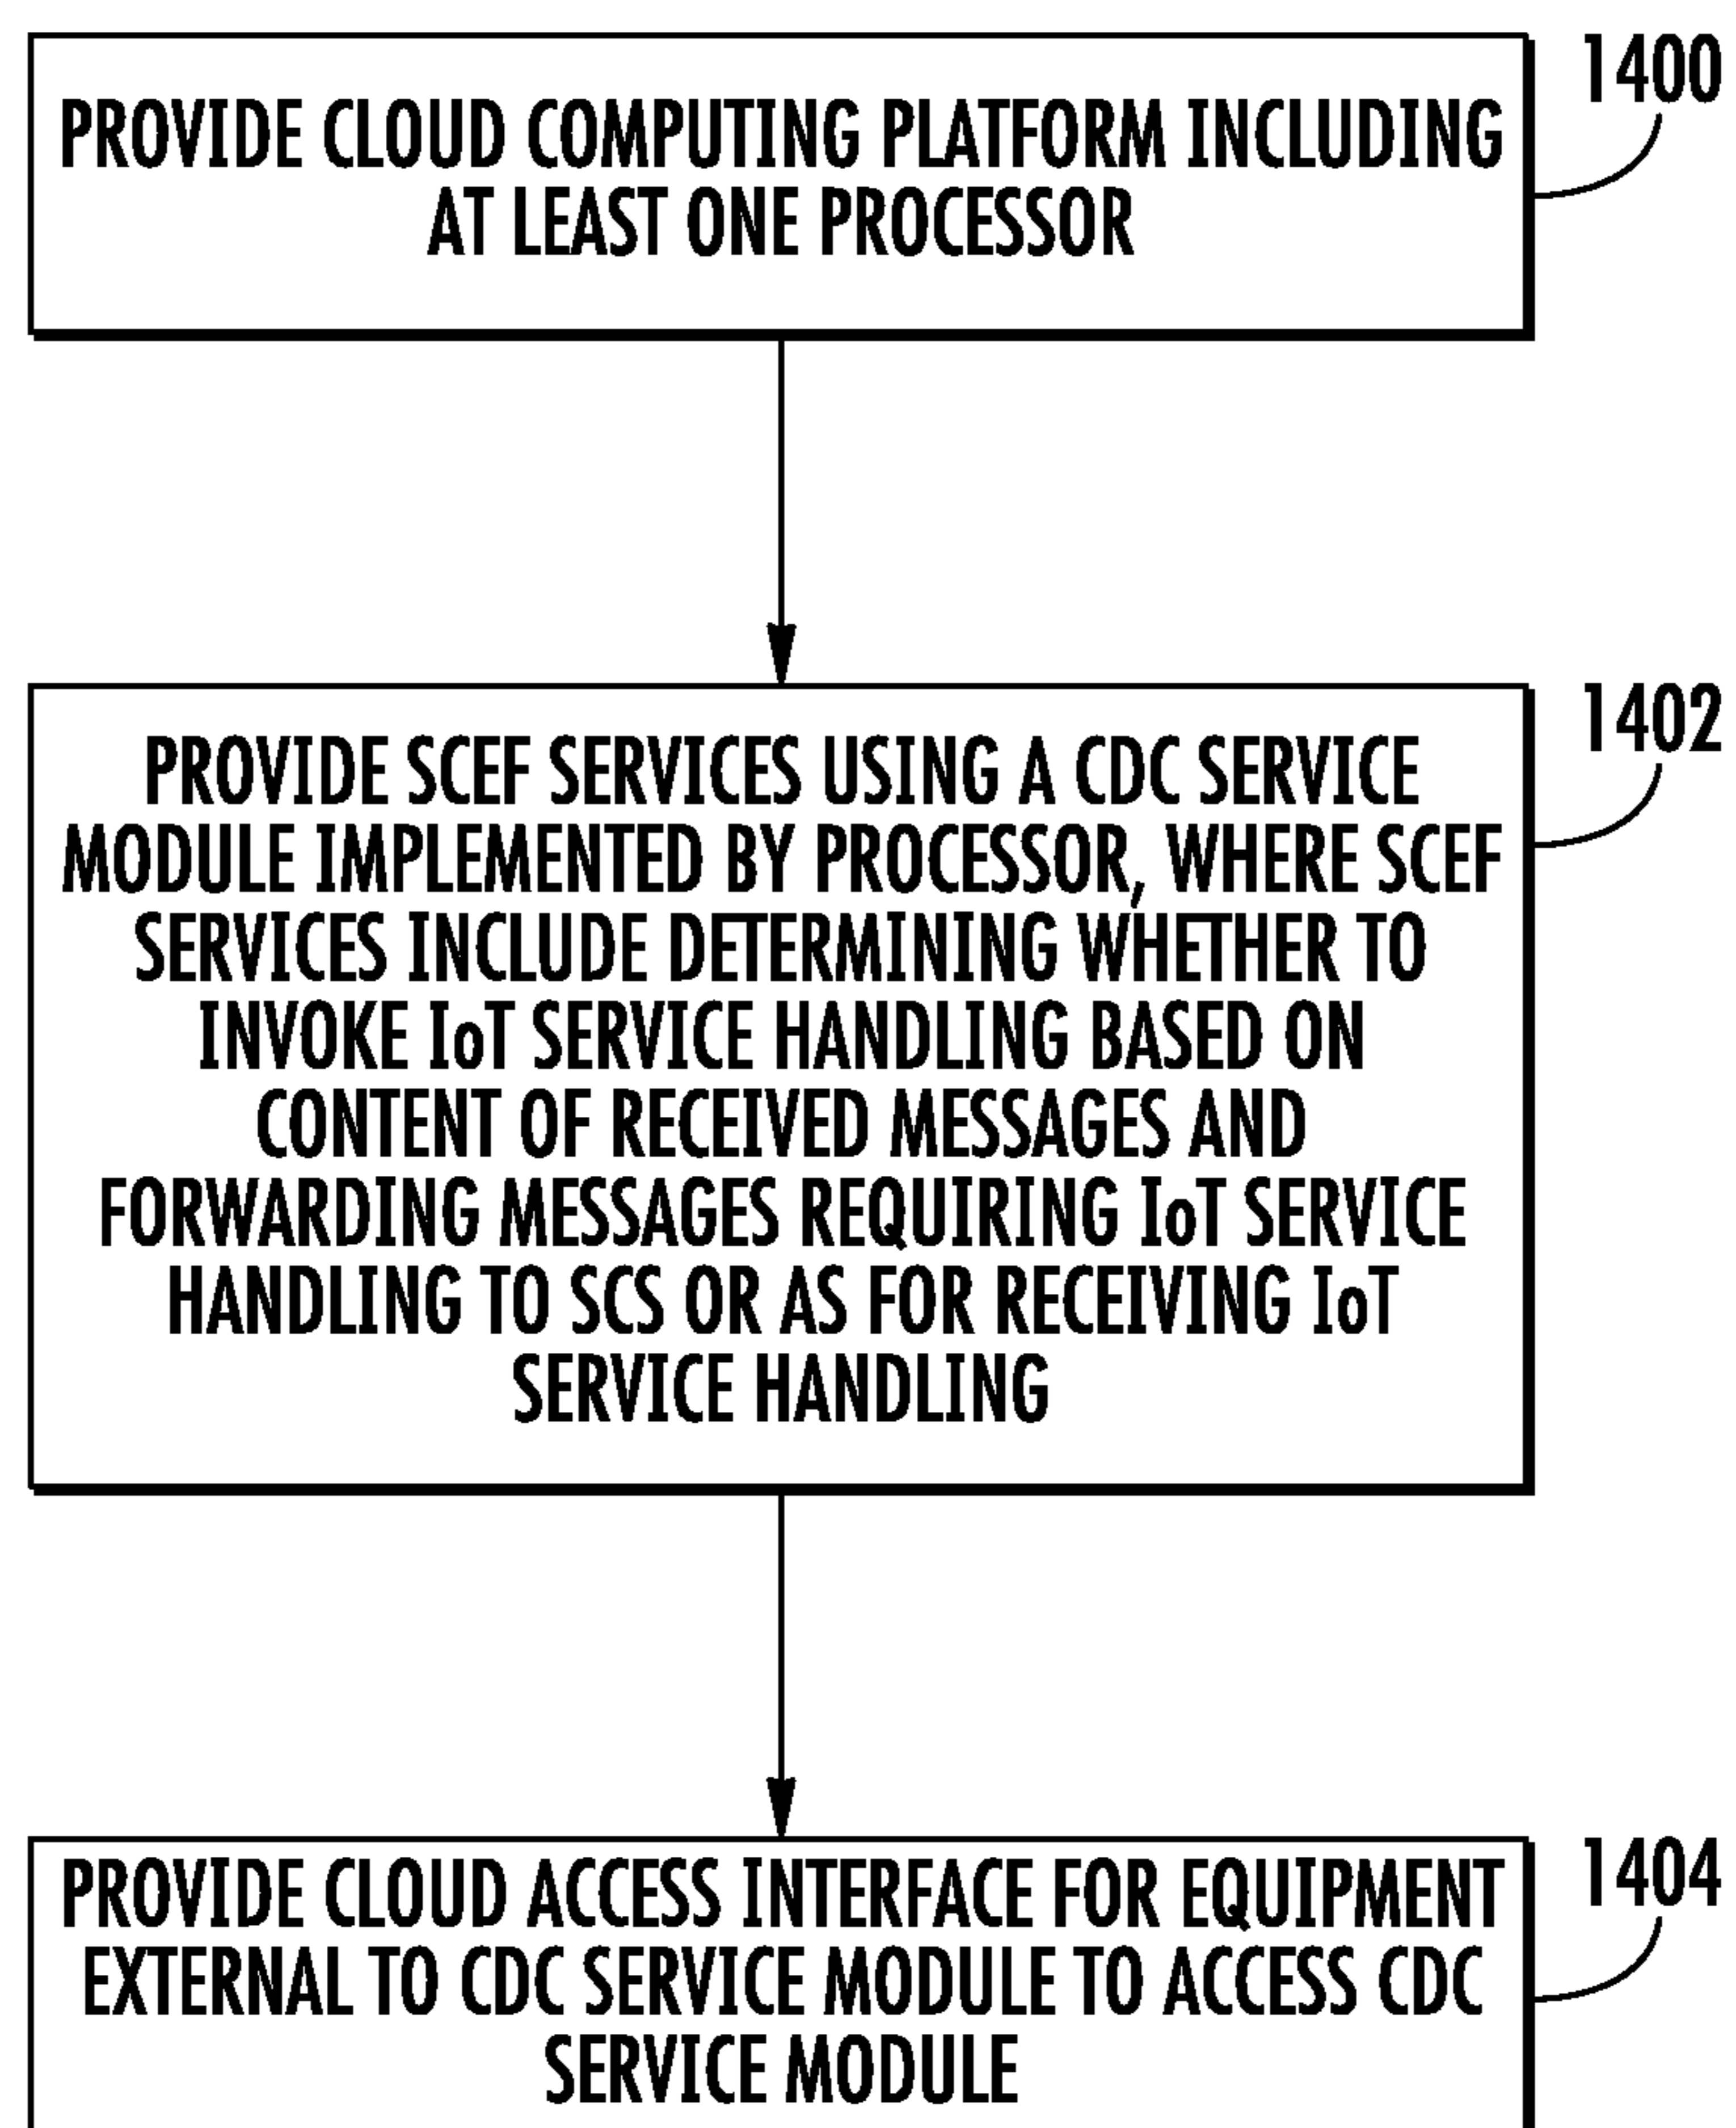 1400
PROVIDE CLOUD COMPUTING PLATFORM INCLUDING
AT LEAST ONE PROCESSOR
1402
PROVIDE SCEF SERVICES USING A CDC SERVICE
MODULE IMPLEMENTED BY PROCESSOR, WHERE SCEF
SERVICES INCLUDE DETERMINING WHETHER TO
INVOKE IoT SERVICE HANDLING BASED ON
CONTENT OF RECEIVED MESSAGES AND
FORWARDING MESSAGES REQUIRING IoT SERVICE
HANDLING TO SCS OR AS FOR RECEIVING IoT
SERVICE HANDLING
1404
PROVIDE CLOUD ACCESS INTERFACE FOR EQUIPMENT
EXTERNAL TO CDC SERVICE MODULE TO ACCESS CDC
SERVICE MODULE